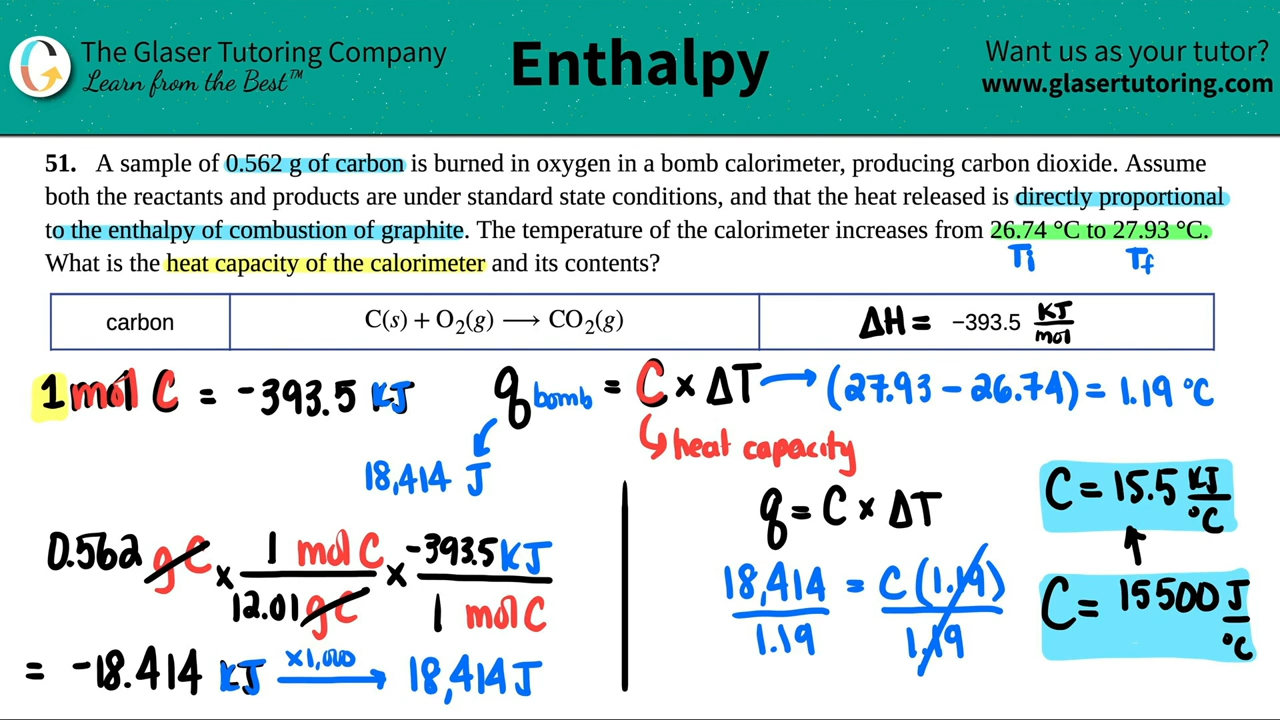 The Glaser Tutoring Company
Learn from the Best™
Enthalpy
Want us as your tutor?
www.glasertutoring.com
51. A sample of 0.562 g of carbon is burned in oxygen in a bomb calorimeter, producing carbon dioxide. Assume
both the reactants and products are under standard state conditions, and that the heat released is directly proportional
to the enthalpy of combustion of graphite. The temperature of the calorimeter increases from 26.74 °C to 27.93 °C.
What is the heat capacity of the calorimeter and its contents?
Ti Tf
carbon C(s) + O₂(g) ⟶ CO₂(g) ΔH = −393.5 KJ/mol
1 mol C = -393.5 KJ
q bomb = C × ΔT → (27.93 − 26.74) = 1.19 °C
heat capacity
18,414 J
q = C × ΔT
C = 15.5 KJ/°C
0.562 g C × 1 mol C / 12.01 g C × -393.5 KJ / 1 mol C
18,414 / 1.19 = C (1.19) / 1.19
C = 15500 J/°C
= -18.414 KJ ×1,000 → 18,414 J